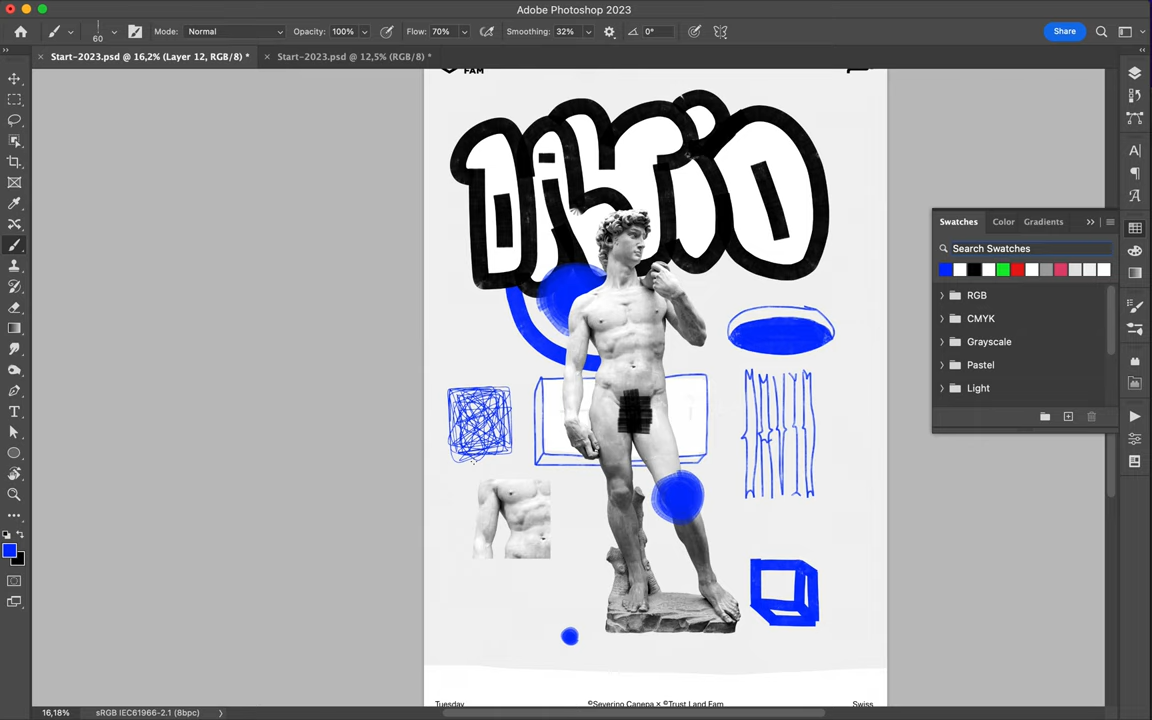 Adobe Photoshop 2023
60
Mode: Normal
Opacity: 100%
Flow: 70%
Smoothing: 32%
0°
Share
Start-2023.psd @ 16,2% (Layer 12, RGB/8) *
Start-2023.psd @ 12,5% (RGB/8) *
FAM
Swatches
Color
Gradients
Search Swatches
RGB
CMYK
Grayscale
Pastel
Light
Tuesday
©Severino Canepa × ©Trust Land Fam
Swiss
16,18%
sRGB IEC61966-2.1 (8bpc)